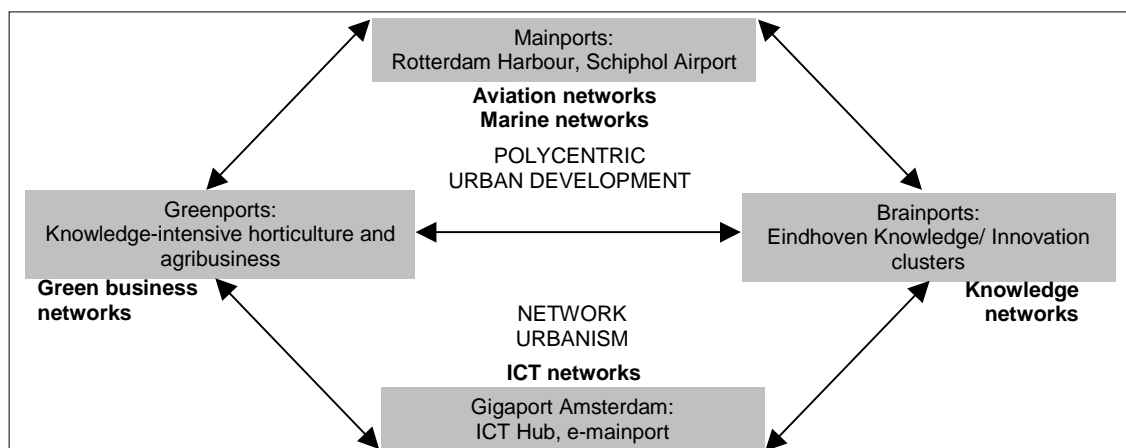 Mainports:
Rotterdam Harbour, Schiphol Airport
Aviation networks
Marine networks
POLYCENTRIC
URBAN DEVELOPMENT
Greenports:
Knowledge-intensive horticulture and
agribusiness
Green business
networks
Brainports:
Eindhoven Knowledge/ Innovation
clusters
Knowledge
networks
NETWORK
URBANISM
ICT networks
Gigaport Amsterdam:
ICT Hub, e-mainport